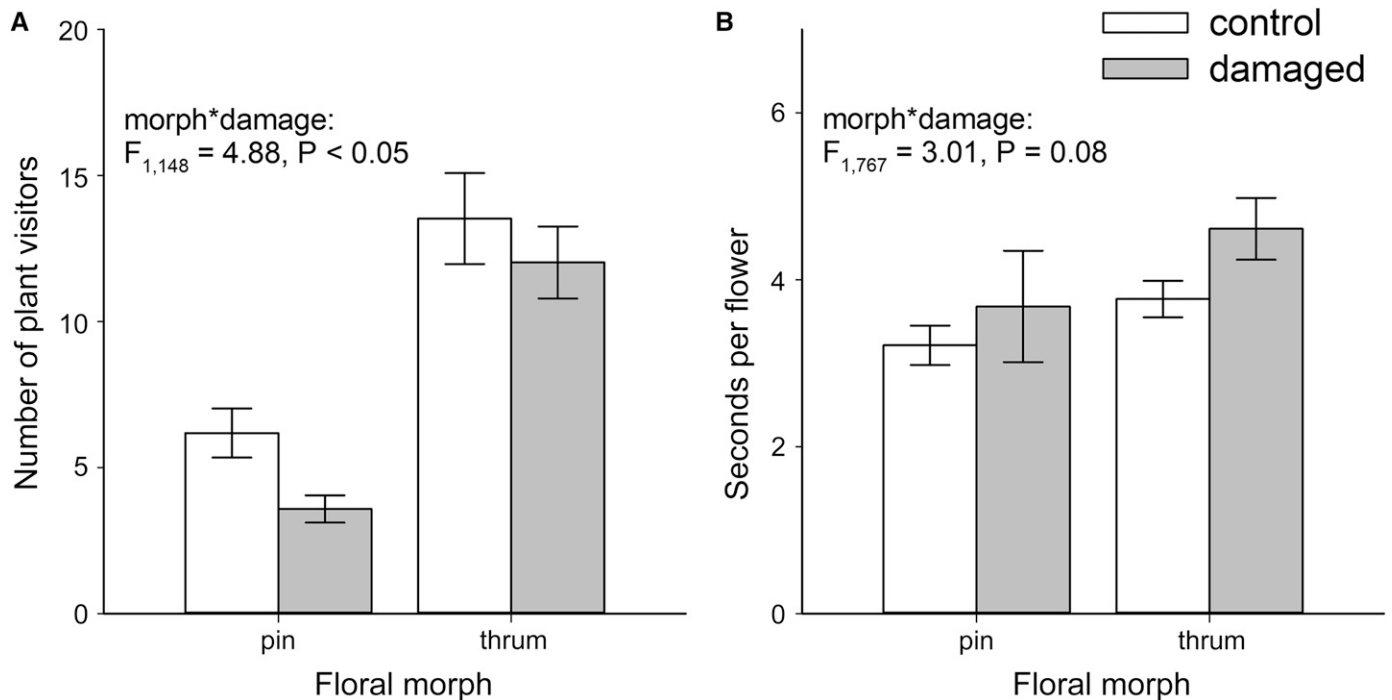 A
Number of plant visitors
20
15
10
5
0
morph*damage:
F1,148 = 4.88, P < 0.05
pin
thrum
Floral morph
B
control
damaged
Seconds per flower
6
4
2
0
morph*damage:
F1,767 = 3.01, P = 0.08
pin
thrum
Floral morph